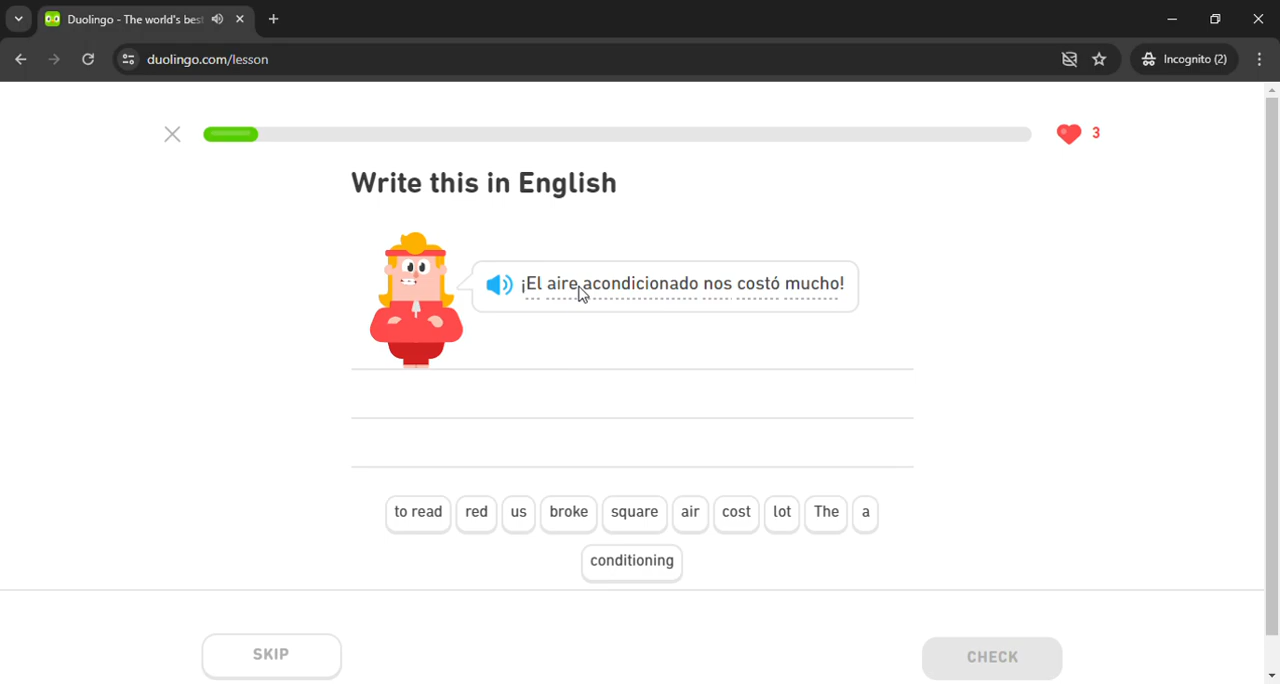 Duolingo - The world's bes
duolingo.com/lesson
Incognito (2)
3
Write this in English
¡El aire acondicionado nos costó mucho!
to read red us broke square air cost lot The a
conditioning
SKIP
CHECK